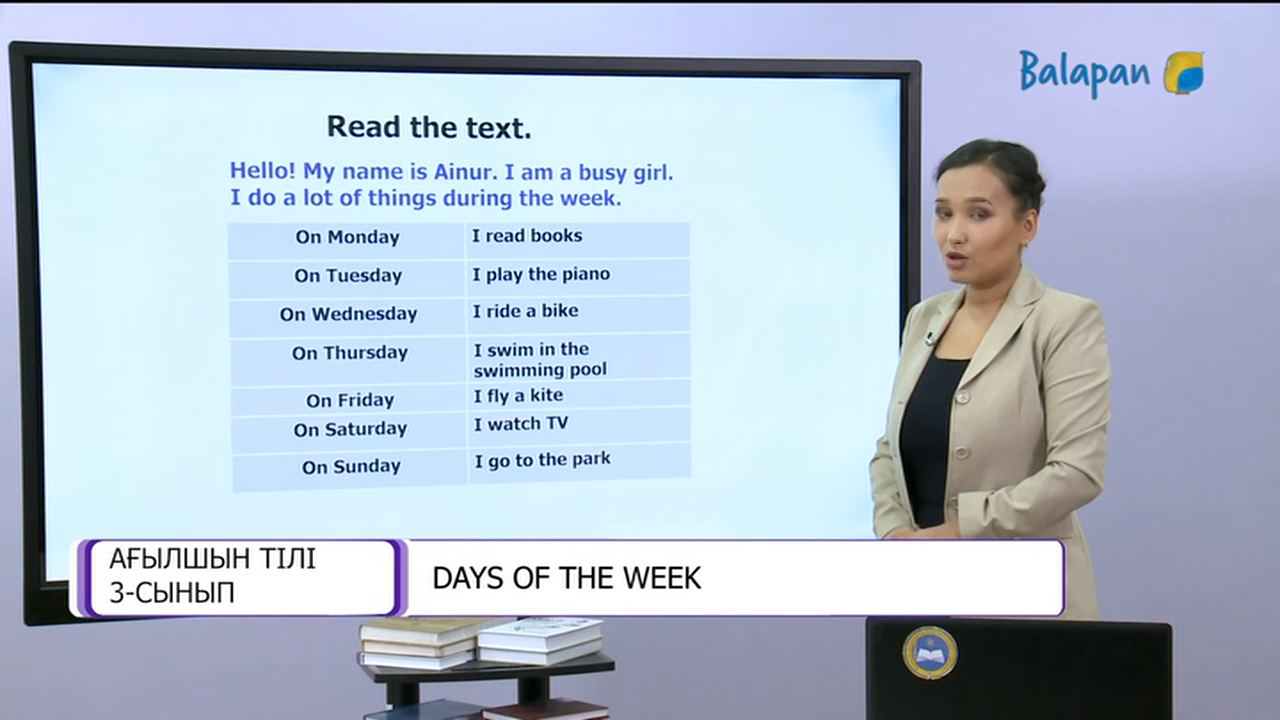 Balapan
Read the text.
Hello! My name is Ainur. I am a busy girl.
I do a lot of things during the week.
On Monday I read books
On Tuesday I play the piano
On Wednesday I ride a bike
On Thursday I swim in the
swimming pool
On Friday I fly a kite
On Saturday I watch TV
On Sunday I go to the park
АҒЫЛШЫН ТІЛІ
3-СЫНЫП
DAYS OF THE WEEK